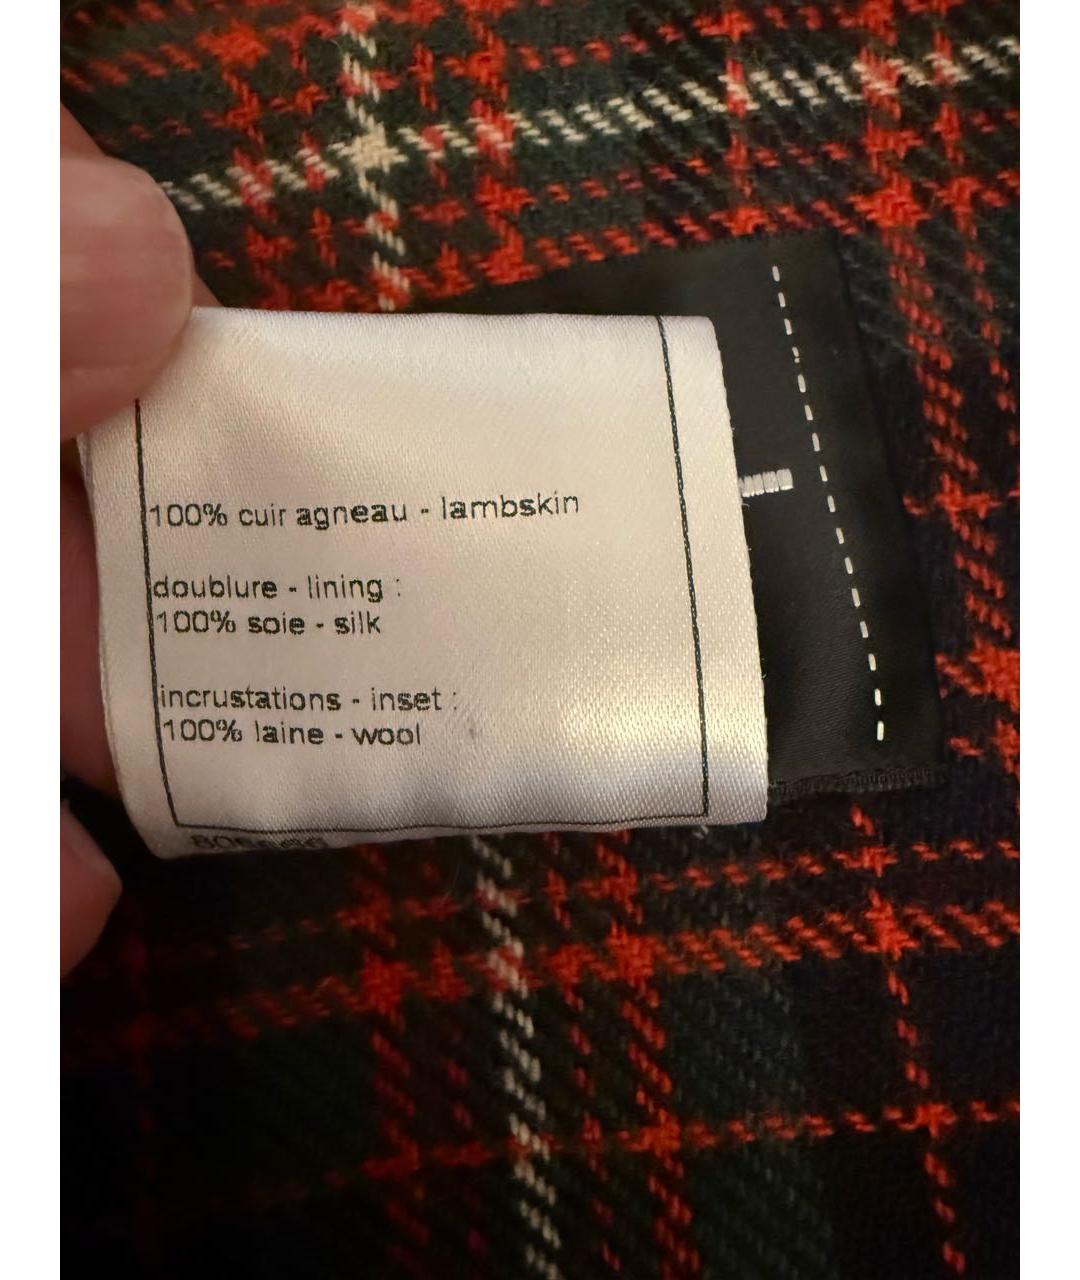 100% cuir agneau - lambskin
doublure - lining :
100% soie - silk
incrustations - inset :
100% laine - wool